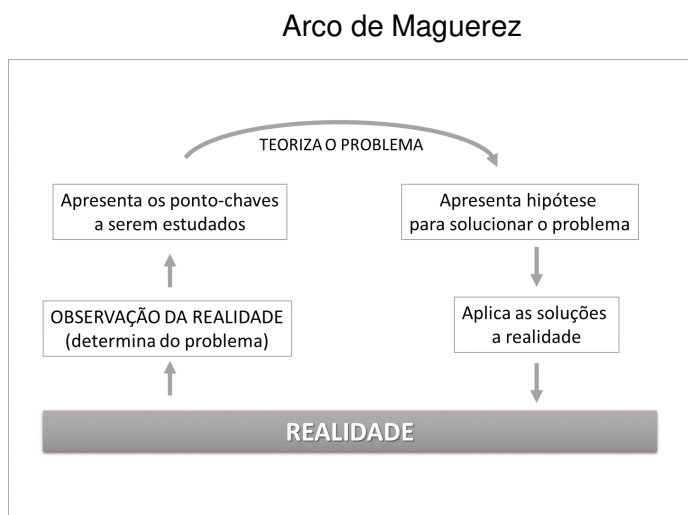 Arco de Maguerez
TEORIZA O PROBLEMA
Apresenta os ponto-chaves
a serem estudados
Apresenta hipótese
para solucionar o problema
OBSERVAÇÃO DA REALIDADE
(determina do problema)
Aplica as soluções
a realidade
REALIDADE